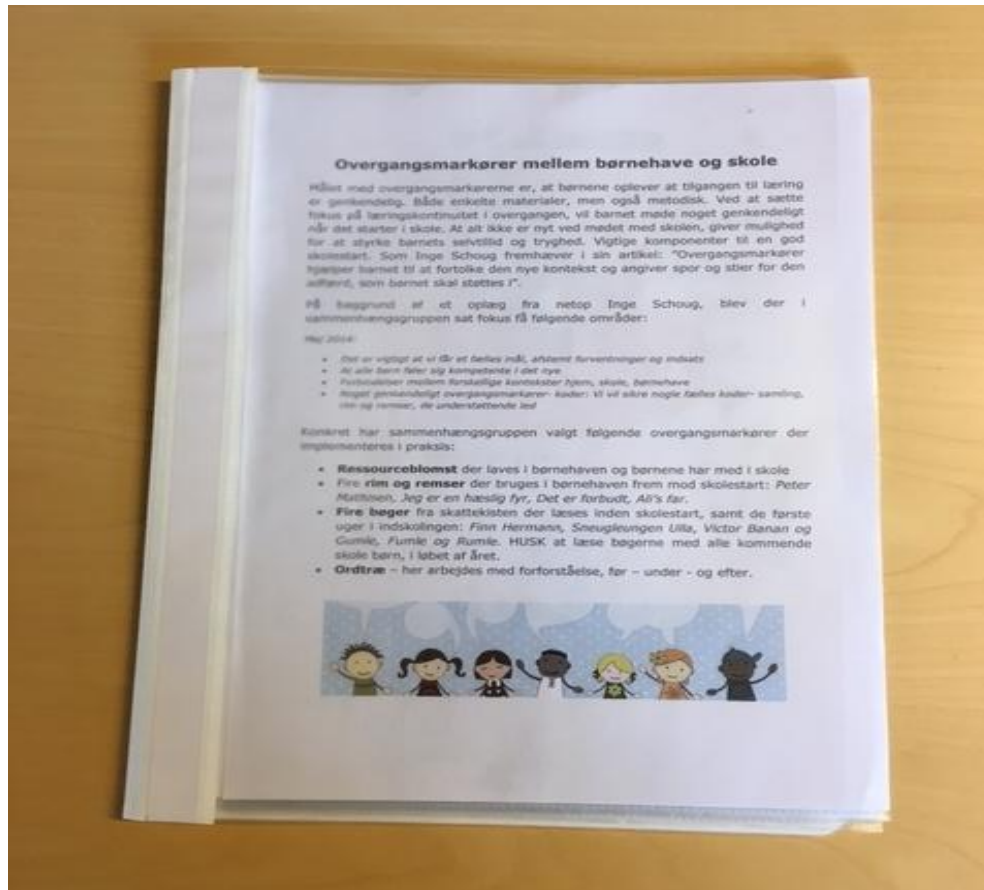 Overgangsmarkører mellem børnehave og skole
Målet med overgangsmarkørerne er, at børnene oplever at tilgangen til læring
er genkendelig. Både enkelte materialer, men også metodisk. Ved at sætte
fokus på læringskontinuitet i overgangen, vil barnet møde noget genkendeligt
når det starter i skole. At alt ikke er nyt ved mødet med skolen, giver mulighed
for at styrke barnets selvtillid og tryghed. Vigtige komponenter til en god
skolestart. Som Inge Schoug fremhæver i sin artikel: "Overgangsmarkører
hjælper barnet til at fortolke den nye kontekst og angiver spor og stier for den
adfærd, som barnet skal støttes i".
På baggrund af et oplæg fra netop Inge Schoug, blev der i
sammenhængsgruppen sat fokus få følgende områder:
Maj 2014:
• Det er vigtigt at vi får et fælles mål, afstemt forventninger og indsats
• At alle børn føler sig kompetente i det nye
• Forbindelser mellem forskellige kontekster hjem, skole, børnehave
• Noget genkendeligt overgangsmarkører- koder: Vi vil sikre nogle fælles koder- samling,
rim og remser, de understøttende led
Konkret har sammenhængsgruppen valgt følgende overgangsmarkører der
implementeres i praksis:
• Ressourceblomst der laves i børnehaven og børnene har med i skole
• Fire rim og remser der bruges i børnehaven frem mod skolestart: Peter
Mathisen, Jeg er en hæslig fyr, Det er forbudt, Ali's far.
• Fire bøger fra skattekisten der læses inden skolestart, samt de første
uger i indskolingen: Finn Hermann, Sneugleungen Ulla, Victor Banan og
Gumle, Fumle og Rumle. HUSK at læse bøgerne med alle kommende
skole børn, i løbet af året.
• Ordtræ – her arbejdes med forforståelse, før – under - og efter.